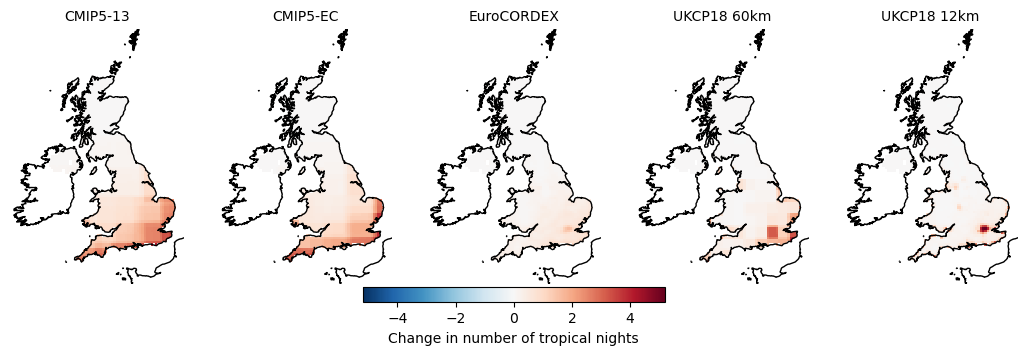 CMIP5-13 CMIP5-EC EuroCORDEX UKCP18 60km UKCP18 12km
−4 −2 0 2 4
Change in number of tropical nights